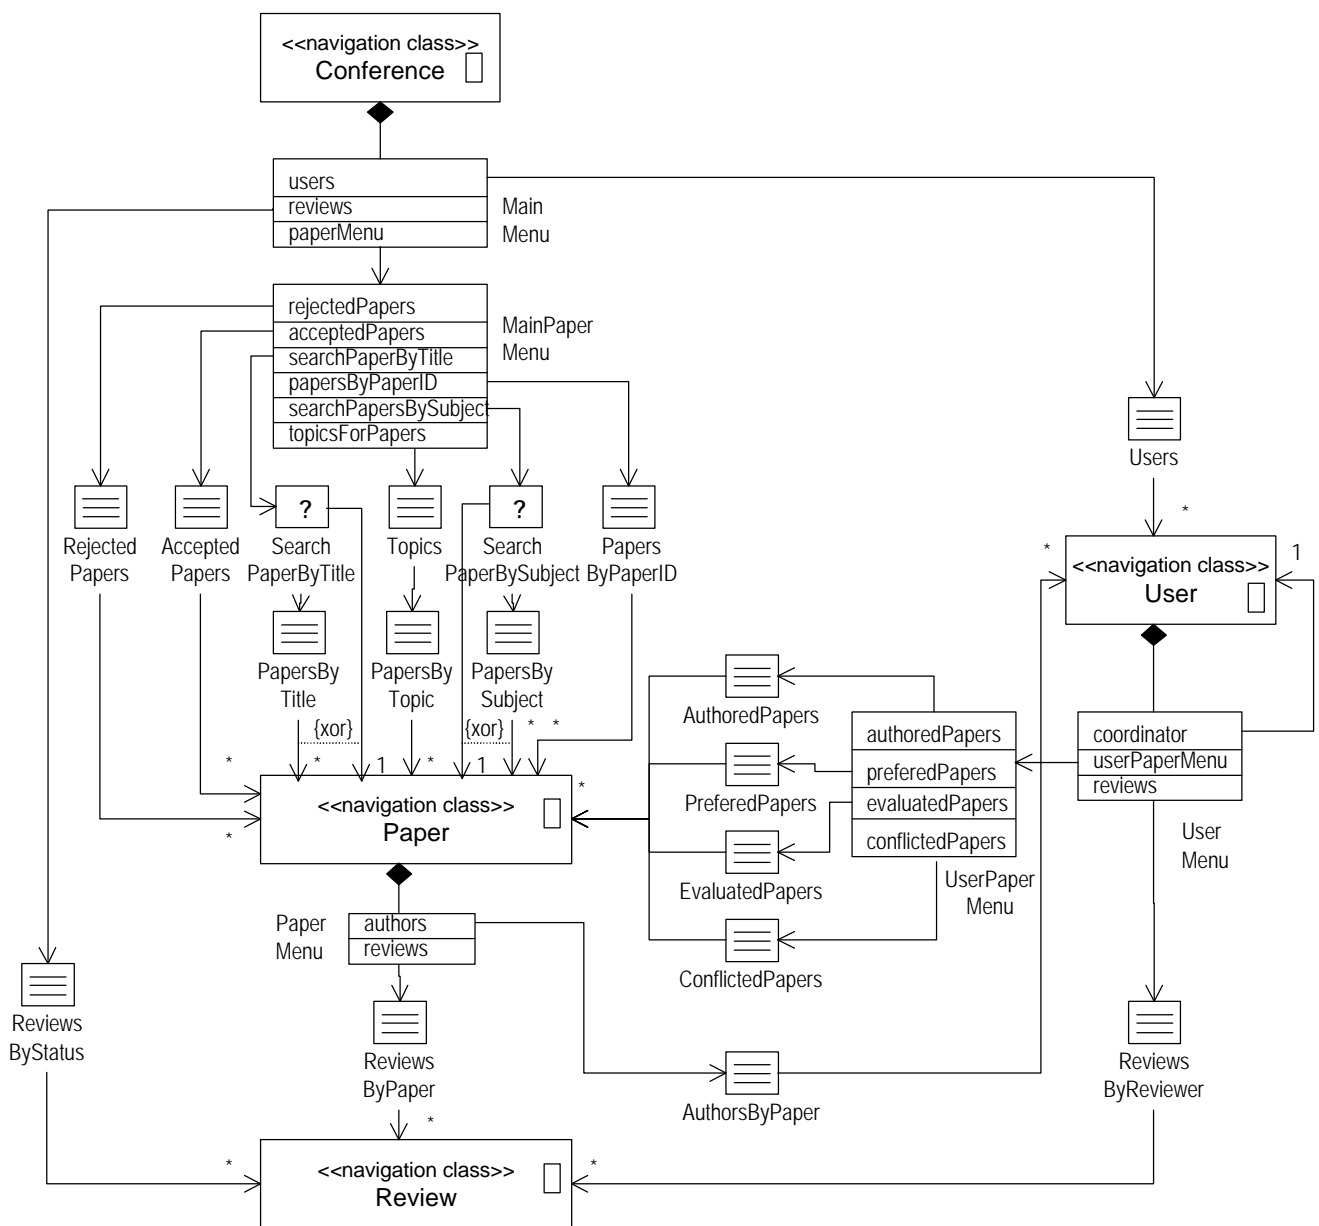 <<navigation class>>
Conference
users
reviews
paperMenu
Main
Menu
rejectedPapers
acceptedPapers
searchPaperByTitle
papersByPaperID
searchPapersBySubject
topicsForPapers
MainPaper
Menu
Users
*
Rejected
Papers
Accepted
Papers
?
Search
PaperByTitle
Topics
?
Search
PaperBySubject
Papers
ByPaperID
*
1
<<navigation class>>
User
PapersBy
Title
PapersBy
Topic
PapersBy
Subject
{xor}
{xor}
*
*
*
*
1
*
1
*
*
<<navigation class>>
Paper
*
AuthoredPapers
PreferedPapers
EvaluatedPapers
ConflictedPapers
authoredPapers
preferedPapers
evaluatedPapers
conflictedPapers
UserPaper
Menu
coordinator
userPaperMenu
reviews
User
Menu
Paper
Menu
authors
reviews
Reviews
ByStatus
Reviews
ByPaper
AuthorsByPaper
Reviews
ByReviewer
*
*
*
<<navigation class>>
Review